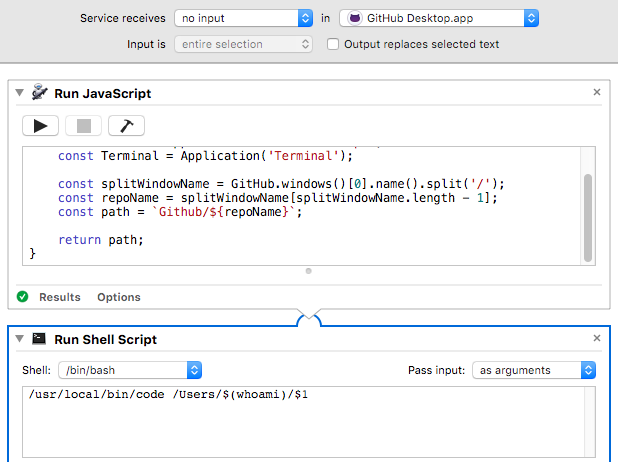 Service receives no input in GitHub Desktop.app
Input is entire selection Output replaces selected text
Run JavaScript
const Terminal = Application('Terminal');
const splitWindowName = GitHub.windows()[0].name().split('/');
const repoName = splitWindowName[splitWindowName.length - 1];
const path = `Github/${repoName}`;
return path;
}
Results Options
Run Shell Script
Shell: /bin/bash Pass input: as arguments
/usr/local/bin/code /Users/$(whoami)/$1